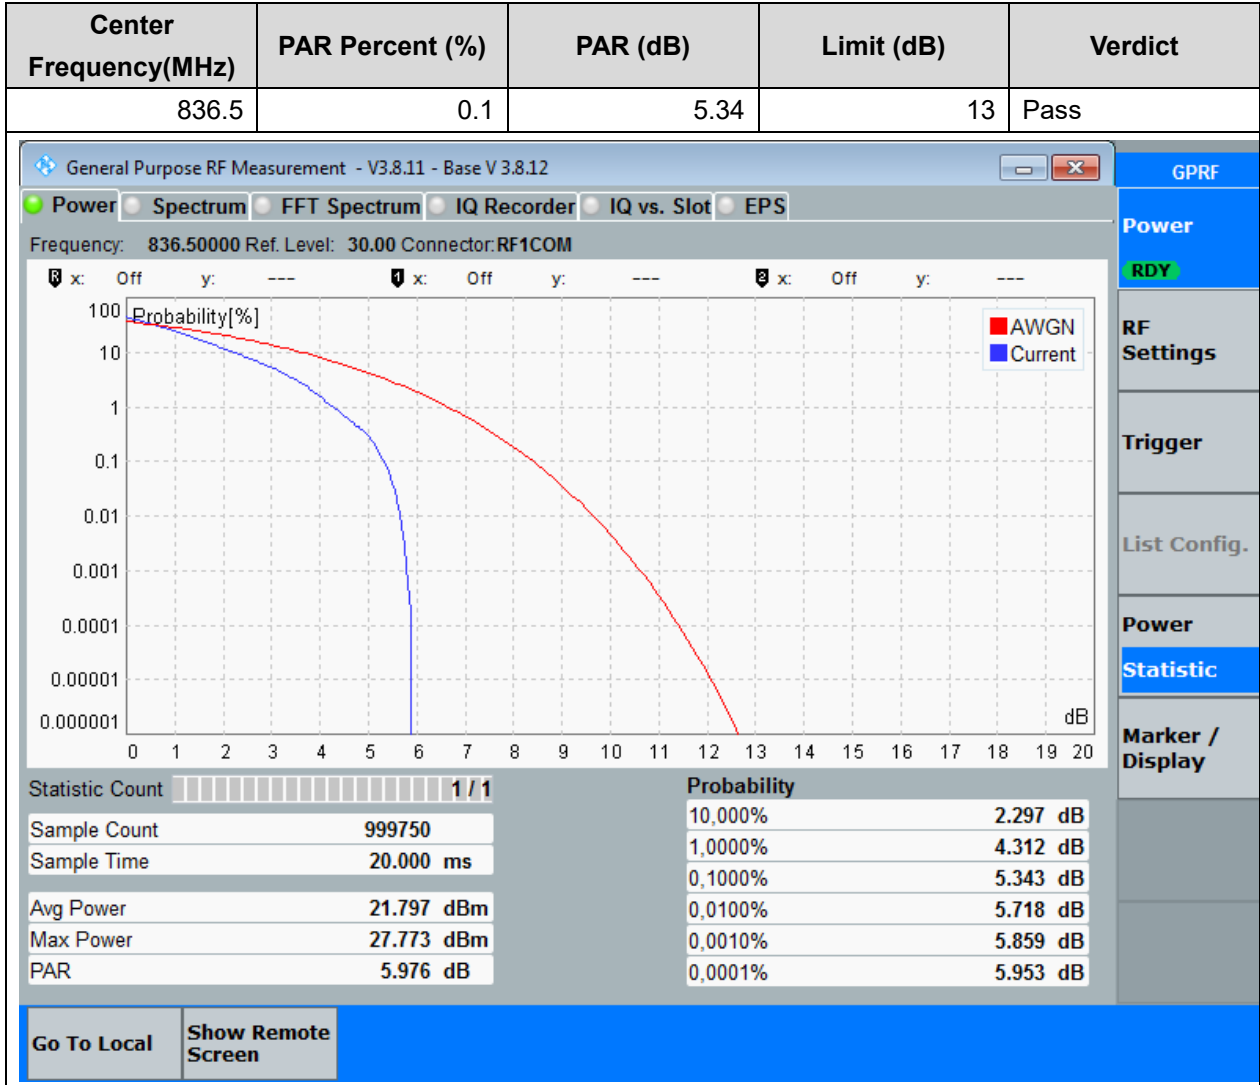 Center Frequency(MHz) PAR Percent (%) PAR (dB) Limit (dB) Verdict
836.5 0.1 5.34 13 Pass
General Purpose RF Measurement - V3.8.11 - Base V 3.8.12
GPRF
Power Spectrum FFT Spectrum IQ Recorder IQ vs. Slot EPS
Power
RDY
Frequency: 836.50000 Ref. Level: 30.00 Connector: RF1COM
R x: Off y: --- 1 x: Off y: --- 2 x: Off y: ---
Probability[%]
AWGN
Current
100
10
1
0.1
0.01
0.001
0.0001
0.00001
0.000001
dB
0 1 2 3 4 5 6 7 8 9 10 11 12 13 14 15 16 17 18 19 20
RF Settings
Trigger
List Config.
Power
Statistic
Marker / Display
Statistic Count 1 / 1
Sample Count 999750
Sample Time 20.000 ms
Avg Power 21.797 dBm
Max Power 27.773 dBm
PAR 5.976 dB
Probability
10,000% 2.297 dB
1,0000% 4.312 dB
0,1000% 5.343 dB
0,0100% 5.718 dB
0,0010% 5.859 dB
0,0001% 5.953 dB
Go To Local
Show Remote Screen